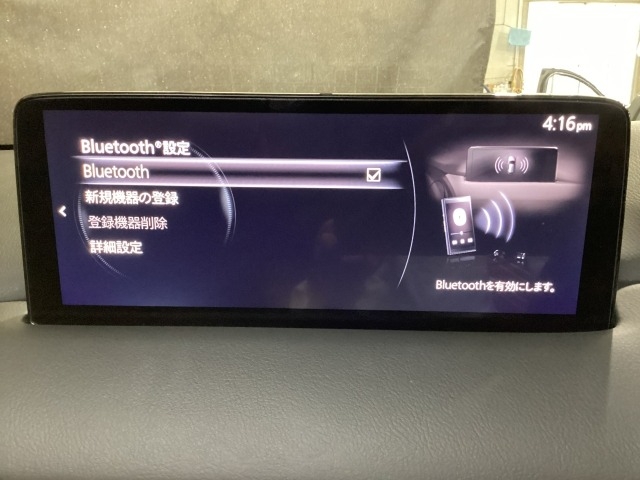 4:16pm
Bluetooth®設定
Bluetooth
新規機器の登録
登録機器削除
詳細設定
Bluetoothを有効にします。